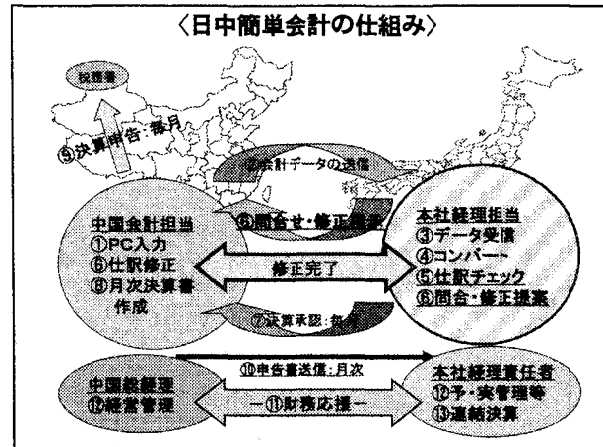 〈日中簡単会計の仕組み〉
税務署
⑨決算申告：毎月
②会計データの送信
中国会計担当
①PC入力
⑥仕訳修正
⑧月次決算書
作成
⑥問合せ・修正提案
修正完了
⑦決算承認：毎月
本社経理担当
③データ受信
④コンバート
⑤仕訳チェック
⑥問合・修正提案
⑩申告書送信：月次
中国総経理
⑫経営管理
－⑪財務応援－
本社経理責任者
⑫予・実管理等
⑬連結決算